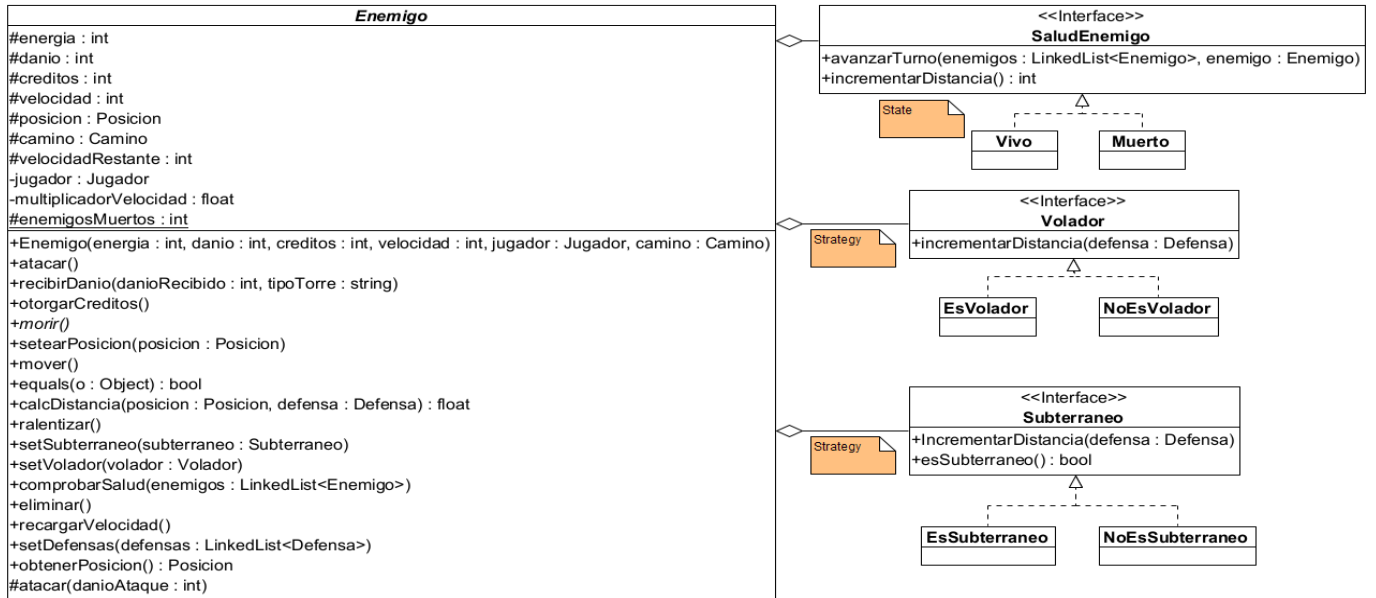 Enemigo
#energia : int
#danio : int
#creditos : int
#velocidad : int
#posicion : Posicion
#camino : Camino
#velocidadRestante : int
-jugador : Jugador
-multiplicadorVelocidad : float
#enemigosMuertos : int
+Enemigo(energia : int, danio : int, creditos : int, velocidad : int, jugador : Jugador, camino : Camino)
+atacar()
+recibirDanio(danioRecibido : int, tipoTorre : string)
+otorgarCreditos()
+morir()
+setearPosicion(posicion : Posicion)
+mover()
+equals(o : Object) : bool
+calcDistancia(posicion : Posicion, defensa : Defensa) : float
+ralentizar()
+setSubterraneo(subterraneo : Subterraneo)
+setVolador(volador : Volador)
+comprobarSalud(enemigos : LinkedList<Enemigo>)
+eliminar()
+recargarVelocidad()
+setDefensas(defensas : LinkedList<Defensa>)
+obtenerPosicion() : Posicion
#atacar(danioAtaque : int)
<<Interface>>
SaludEnemigo
+avanzarTurno(enemigos : LinkedList<Enemigo>, enemigo : Enemigo)
+incrementarDistancia() : int
State
Vivo
Muerto
<<Interface>>
Volador
+incrementarDistancia(defensa : Defensa)
Strategy
EsVolador
NoEsVolador
<<Interface>>
Subterraneo
+IncrementarDistancia(defensa : Defensa)
+esSubterraneo() : bool
Strategy
EsSubterraneo
NoEsSubterraneo